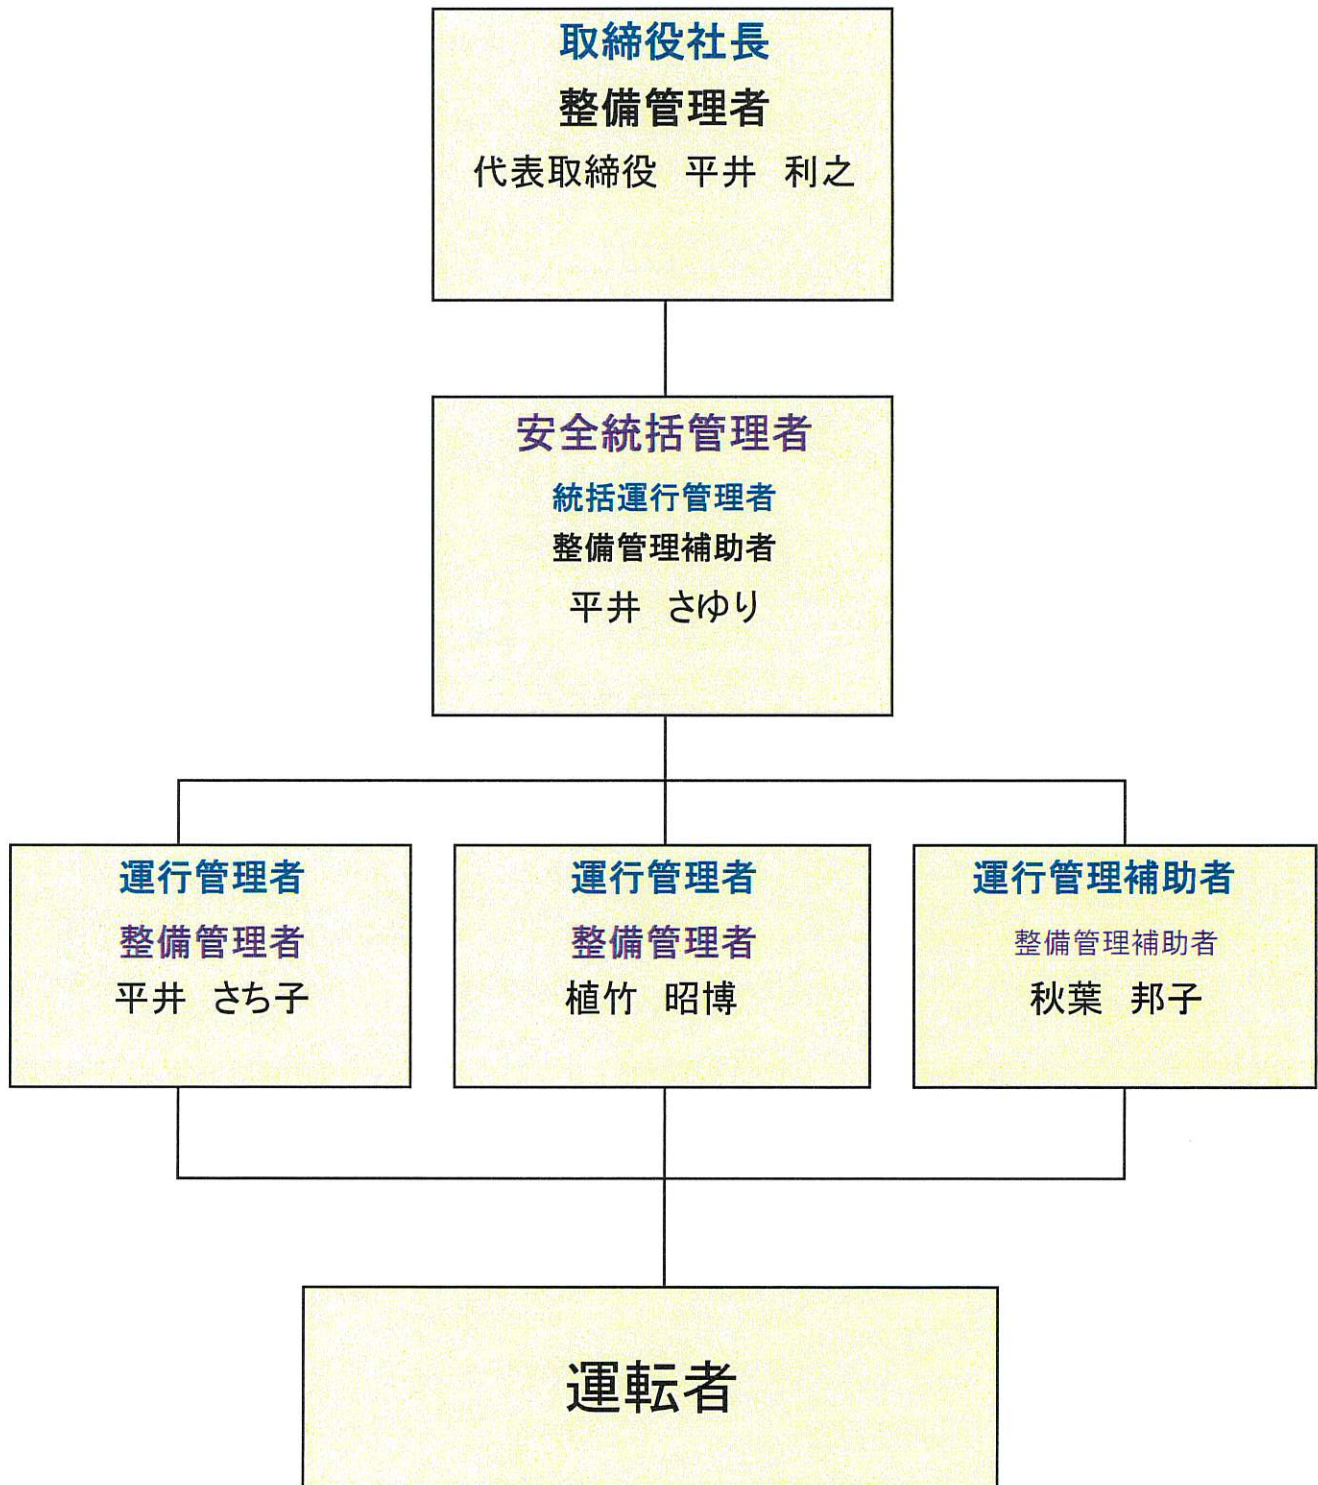 取締役社長
整備管理者
代表取締役　平井　利之
安全統括管理者
統括運行管理者
整備管理補助者
平井　さゆり
運行管理者
整備管理者
平井　さち子
運行管理者
整備管理者
植竹　昭博
運行管理補助者
整備管理補助者
秋葉　邦子
運転者